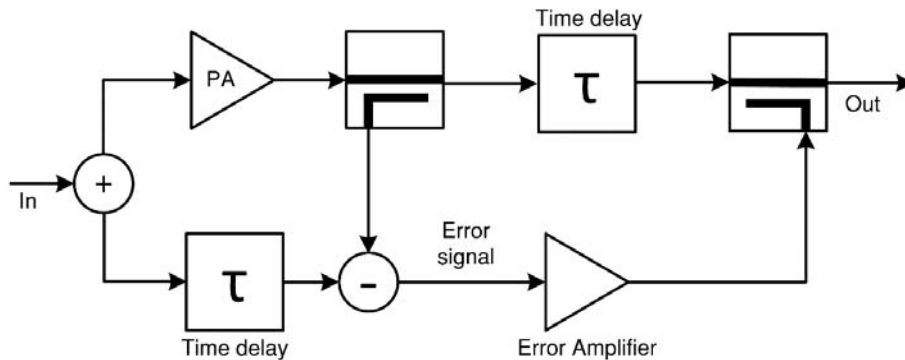 Time delay
PA
τ
Out
In
+
Error
signal
τ
-
Time delay
Error Amplifier